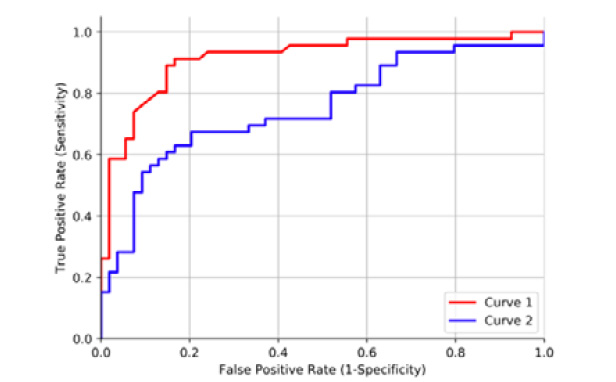 1.0
0.8
0.6
0.4
0.2
0.0
True Positive Rate (Sensitivity)
Curve 1
Curve 2
0.0 0.2 0.4 0.6 0.8 1.0
False Positive Rate (1-Specificity)